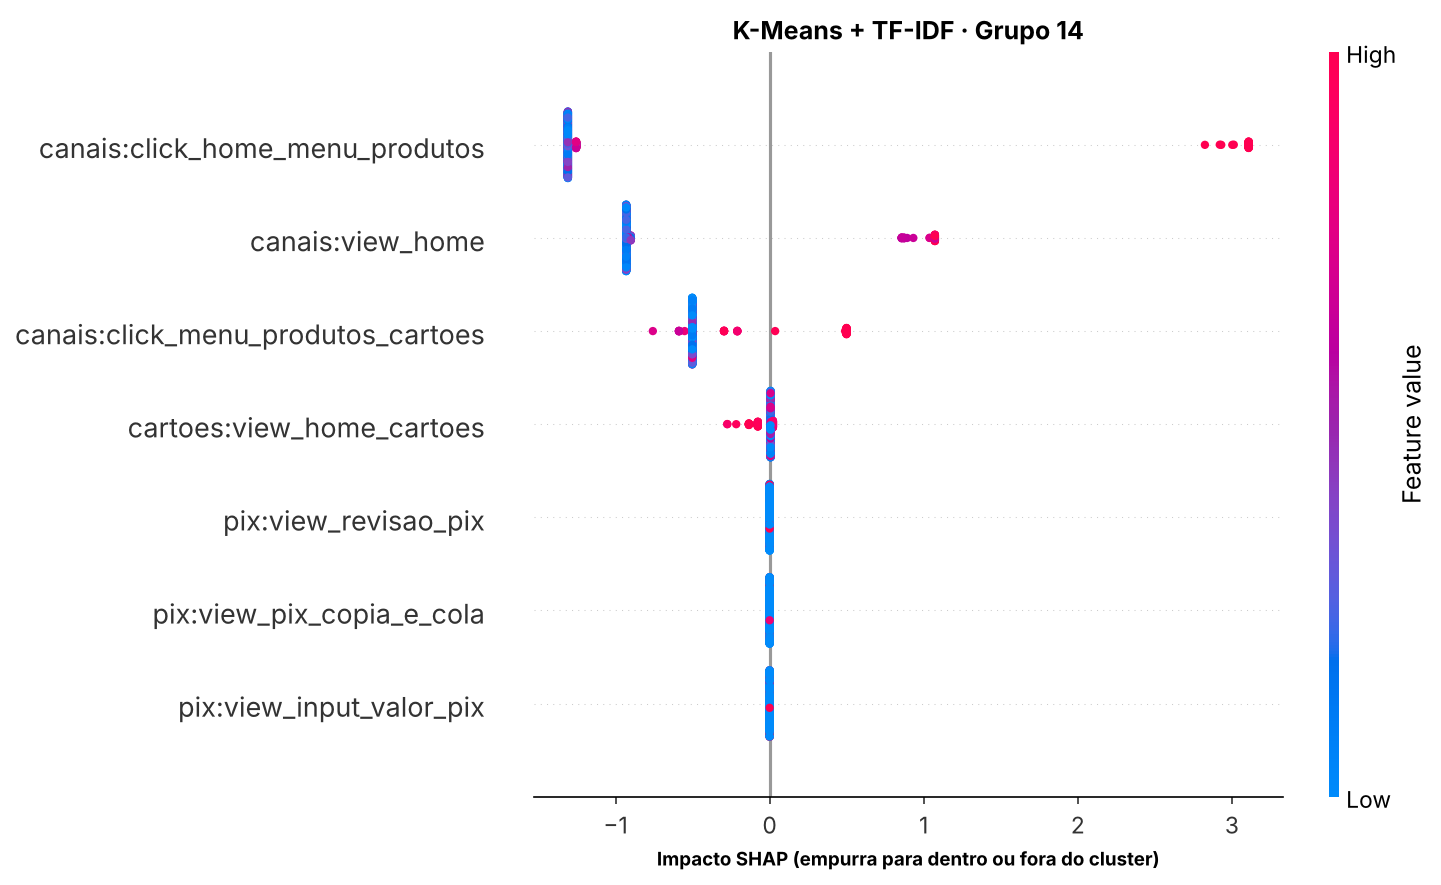 K-Means + TF-IDF · Grupo 14
High
canais:click_home_menu_produtos
canais:view_home
canais:click_menu_produtos_cartoes
cartoes:view_home_cartoes
pix:view_revisao_pix
pix:view_pix_copia_e_cola
pix:view_input_valor_pix
Feature value
Low
−1 0 1 2 3
Impacto SHAP (empurra para dentro ou fora do cluster)